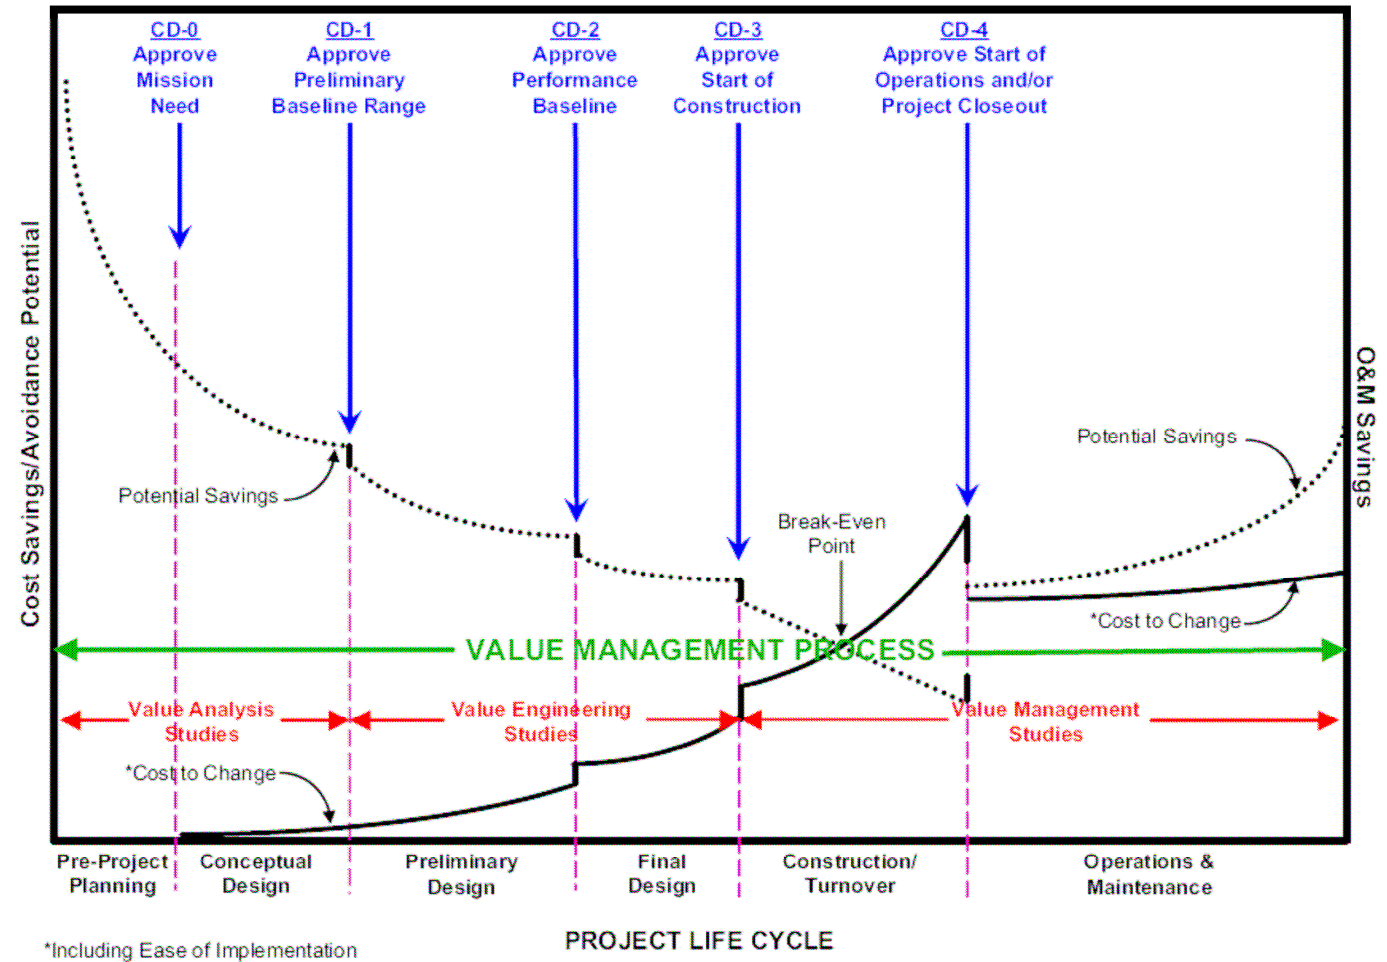 CD-0
Approve
Mission
Need
CD-1
Approve
Preliminary
Baseline Range
CD-2
Approve
Performance
Baseline
CD-3
Approve
Start of
Construction
CD-4
Approve Start of
Operations and/or
Project Closeout
Cost Savings/Avoidance Potential
O&M Savings
Potential Savings
Potential Savings
Break-Even
Point
*Cost to Change
VALUE MANAGEMENT PROCESS
Value Analysis
Studies
Value Engineering
Studies
Value Management
Studies
*Cost to Change
Pre-Project
Planning
Conceptual
Design
Preliminary
Design
Final
Design
Construction/
Turnover
Operations &
Maintenance
PROJECT LIFE CYCLE
*Including Ease of Implementation